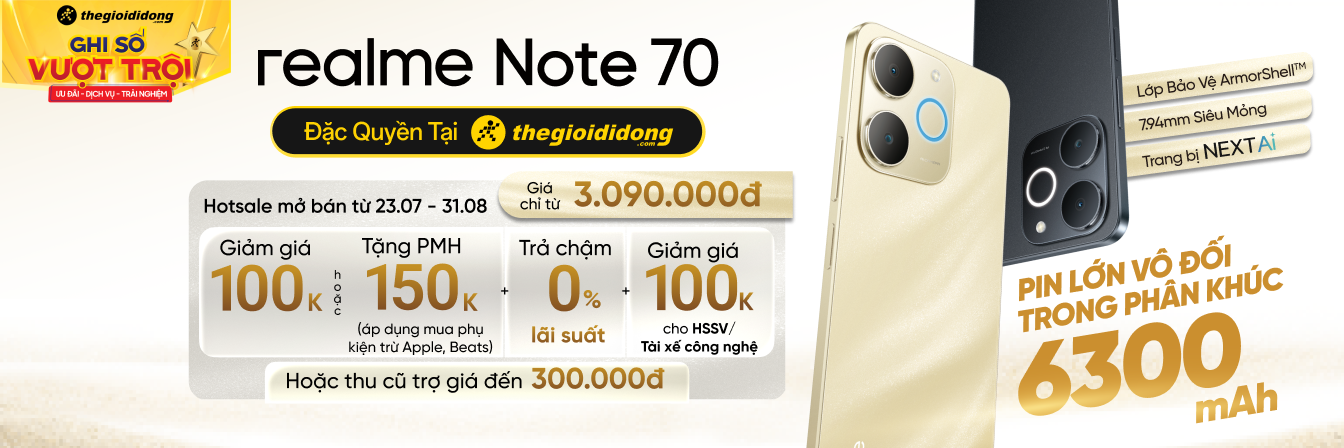 thegioididong
.com
GHI SỐ
VƯỢT TRỘI
ƯU ĐÃI - DỊCH VỤ - TRẢI NGHIỆM
realme Note 70
Đặc Quyền Tại thegioididong
.com
Hotsale mở bán từ 23.07 - 31.08
Giá
chỉ từ 3.090.000đ
Giảm giá
100K
hoặc
Tặng PMH
150K
(áp dụng mua phụ
kiện trừ Apple, Beats)
+
Trả chậm
0%
lãi suất
+
Giảm giá
100K
cho HSSV/
Tài xế công nghệ
Hoặc thu cũ trợ giá đến 300.000đ
Lớp Bảo Vệ ArmorShell™
7.94mm Siêu Mỏng
Trang bị NEXT Ai
PIN LỚN VÔ ĐỐI
TRONG PHÂN KHÚC
6300
mAh